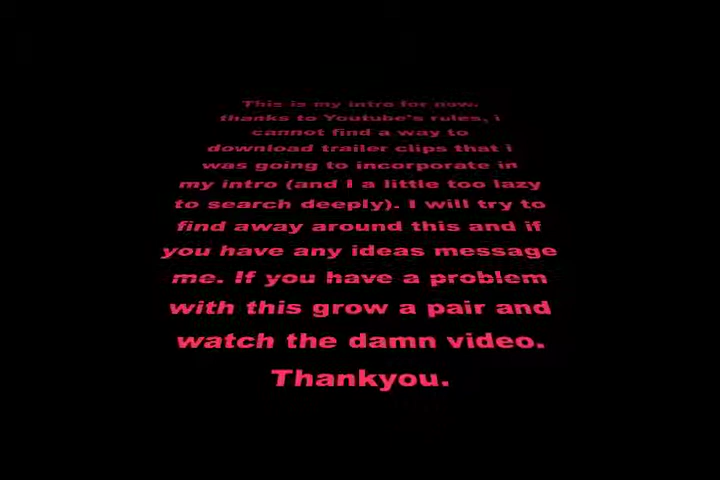 This is my intro for now.
thanks to Youtube's rules, i
cannot find a way to
download trailer clips that i
was going to incorporate in
my intro (and I a little too lazy
to search deeply). I will try to
find away around this and if
you have any ideas message
me. If you have a problem
with this grow a pair and
watch the damn video.
Thankyou.